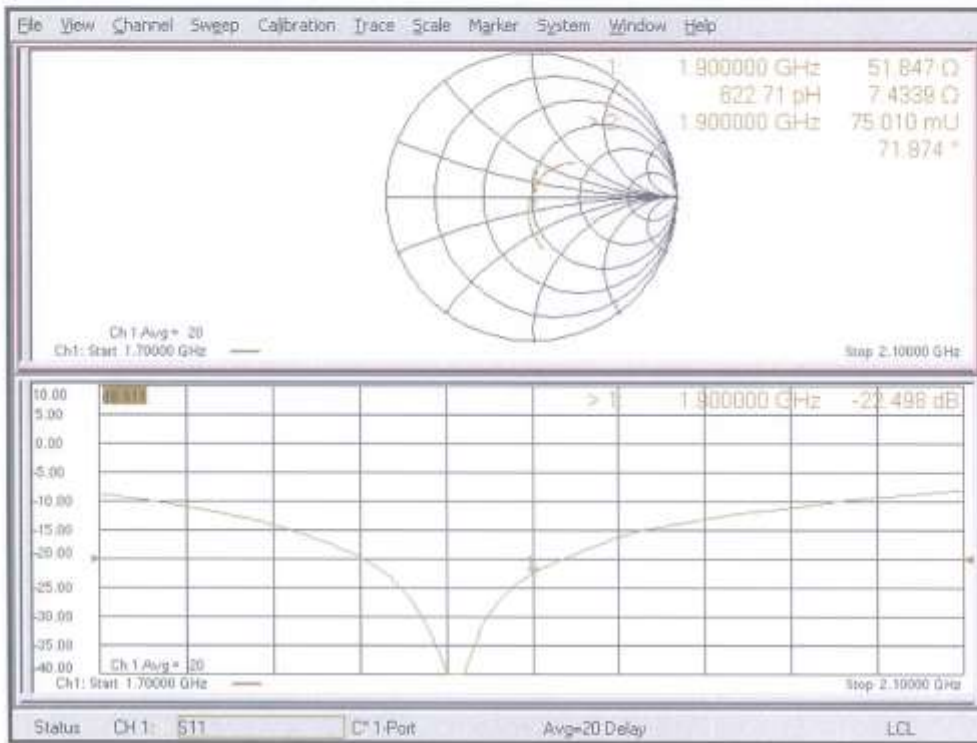 File View Channel Sweep Calibration Trace Scale Marker System Window Help
1 1.900000 GHz 51.847 Ω
622.71 pH 7.4339 Ω
> 2 1.900000 GHz 75.010 mU
71.874 °
Ch 1 Avg = 20
Ch1: Start 1.70000 GHz Stop 2.10000 GHz
10.00
> 1 1.900000 GHz -22.498 dB
5.00
0.00
-5.00
-10.00
-15.00
-20.00
-25.00
-30.00
-35.00
-40.00
Ch 1 Avg = 20
Ch1: Start 1.70000 GHz Stop 2.10000 GHz
Status CH 1: S11 C* 1-Port Avg=20 Delay LCL